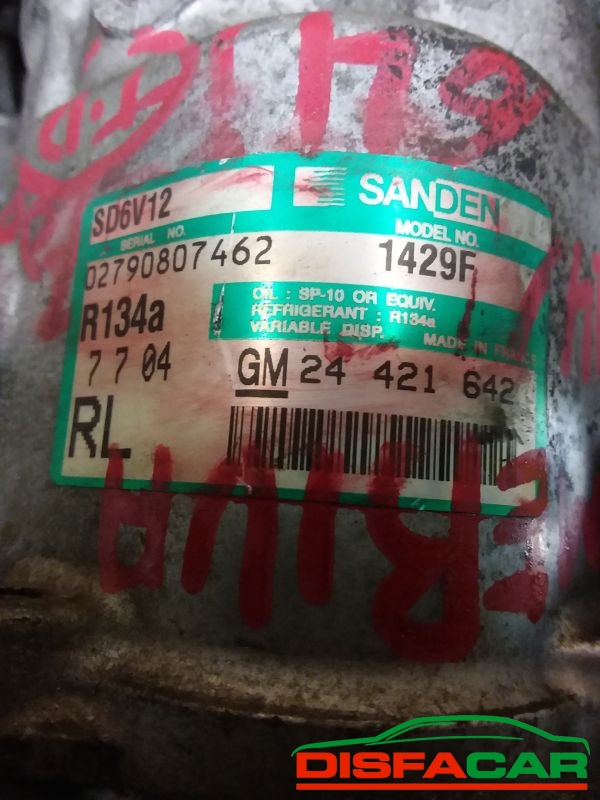 SANDEN
SD6V12
SERIAL NO.
MODEL NO.
02790807462
1429F
R134a
OIL : SP-10 OR EQUIV.
REFRIGERANT : R134a
VARIABLE DISP.
MADE IN FRANCE
7 7 04
GM 24 421 642
RL
DISFACAR